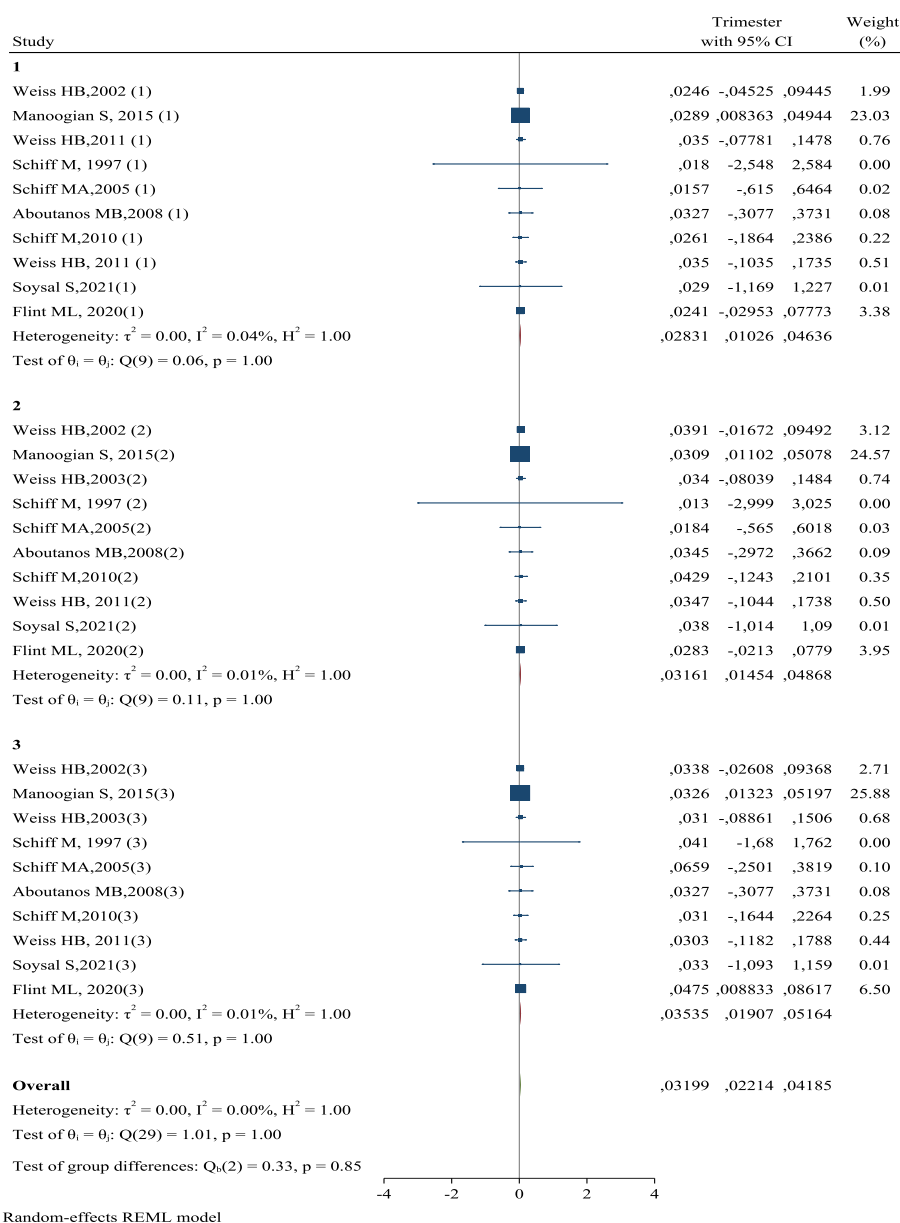 Trimester Weight
Study with 95% CI (%)
1
Weiss HB,2002 (1) ,0246 -,04525 ,09445 1.99
Manoogian S, 2015 (1) ,0289 ,008363 ,04944 23.03
Weiss HB,2011 (1) ,035 -,07781 ,1478 0.76
Schiff M, 1997 (1) ,018 -2,548 2,584 0.00
Schiff MA,2005 (1) ,0157 -,615 ,6464 0.02
Aboutanos MB,2008 (1) ,0327 -,3077 ,3731 0.08
Schiff M,2010 (1) ,0261 -,1864 ,2386 0.22
Weiss HB, 2011 (1) ,035 -,1035 ,1735 0.51
Soysal S,2021(1) ,029 -1,169 1,227 0.01
Flint ML, 2020(1) ,0241 -,02953 ,07773 3.38
Heterogeneity: τ² = 0.00, I² = 0.04%, H² = 1.00 ,02831 ,01026 ,04636
Test of θᵢ = θⱼ: Q(9) = 0.06, p = 1.00
2
Weiss HB,2002 (2) ,0391 -,01672 ,09492 3.12
Manoogian S, 2015(2) ,0309 ,01102 ,05078 24.57
Weiss HB,2003(2) ,034 -,08039 ,1484 0.74
Schiff M, 1997 (2) ,013 -2,999 3,025 0.00
Schiff MA,2005(2) ,0184 -,565 ,6018 0.03
Aboutanos MB,2008(2) ,0345 -,2972 ,3662 0.09
Schiff M,2010(2) ,0429 -,1243 ,2101 0.35
Weiss HB, 2011(2) ,0347 -,1044 ,1738 0.50
Soysal S,2021(2) ,038 -1,014 1,09 0.01
Flint ML, 2020(2) ,0283 -,0213 ,0779 3.95
Heterogeneity: τ² = 0.00, I² = 0.01%, H² = 1.00 ,03161 ,01454 ,04868
Test of θᵢ = θⱼ: Q(9) = 0.11, p = 1.00
3
Weiss HB,2002(3) ,0338 -,02608 ,09368 2.71
Manoogian S, 2015(3) ,0326 ,01323 ,05197 25.88
Weiss HB,2003(3) ,031 -,08861 ,1506 0.68
Schiff M, 1997 (3) ,041 -1,68 1,762 0.00
Schiff MA,2005(3) ,0659 -,2501 ,3819 0.10
Aboutanos MB,2008(3) ,0327 -,3077 ,3731 0.08
Schiff M,2010(3) ,031 -,1644 ,2264 0.25
Weiss HB, 2011(3) ,0303 -,1182 ,1788 0.44
Soysal S,2021(3) ,033 -1,093 1,159 0.01
Flint ML, 2020(3) ,0475 ,008833 ,08617 6.50
Heterogeneity: τ² = 0.00, I² = 0.01%, H² = 1.00 ,03535 ,01907 ,05164
Test of θᵢ = θⱼ: Q(9) = 0.51, p = 1.00
Overall ,03199 ,02214 ,04185
Heterogeneity: τ² = 0.00, I² = 0.00%, H² = 1.00
Test of θᵢ = θⱼ: Q(29) = 1.01, p = 1.00
Test of group differences: Q_b(2) = 0.33, p = 0.85
-4 -2 0 2 4
Random-effects REML model